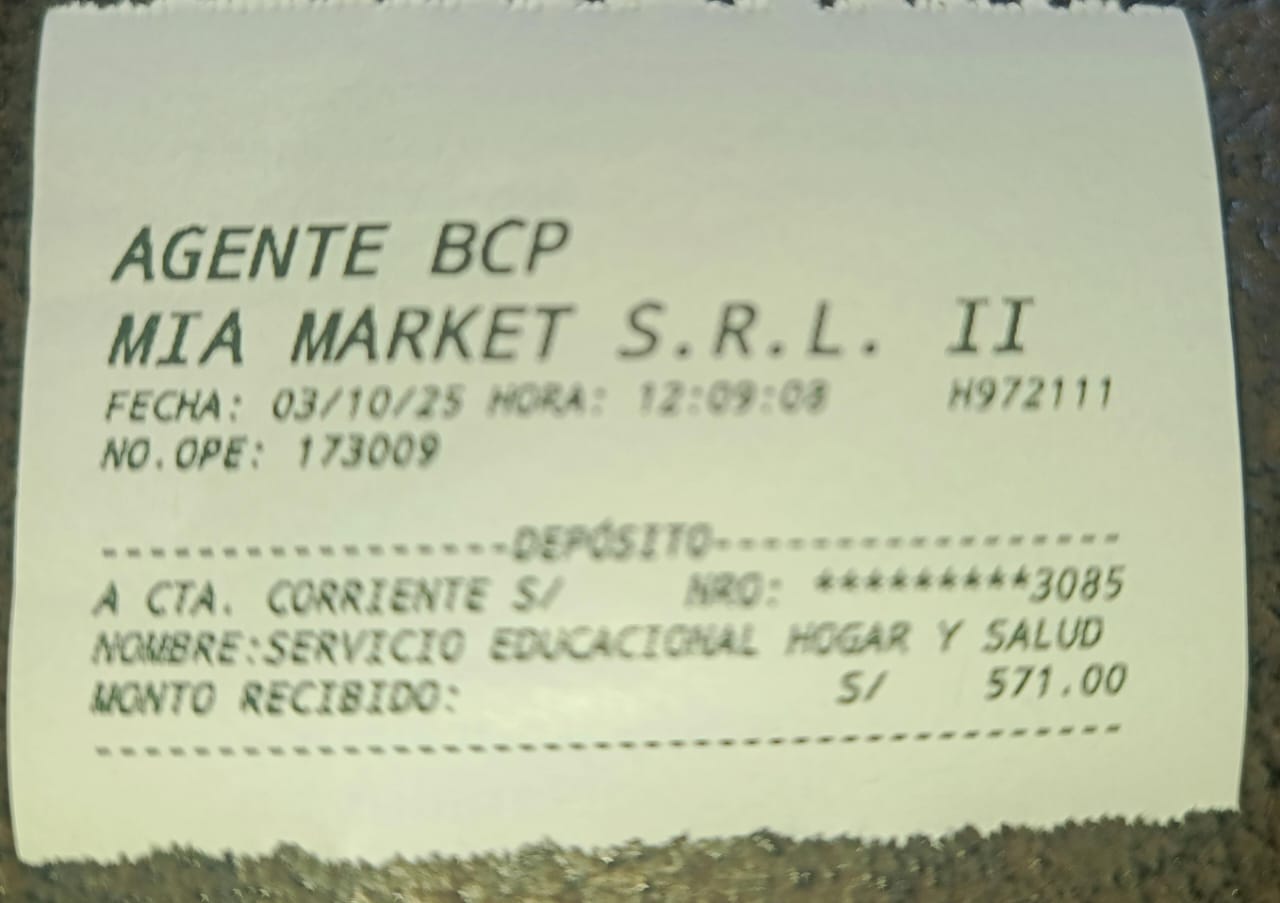 AGENTE BCP
MIA MARKET S.R.L. II
FECHA: 03/10/25 HORA: 12:09:08 H972111
NO.OPE: 173009
-----------------DEPÓSITO-----------------
A CTA. CORRIENTE S/ NRO: *********3085
NOMBRE:SERVICIO EDUCACIONAL HOGAR Y SALUD
MONTO RECIBIDO: S/ 571.00